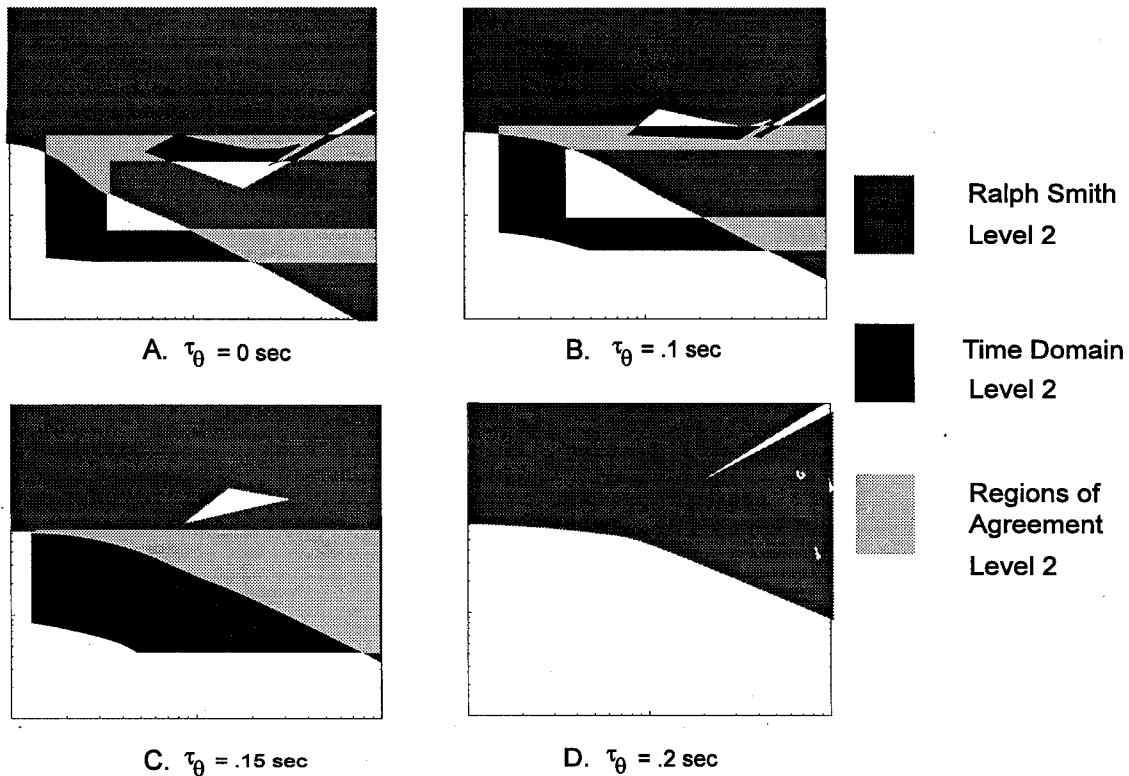 A. τθ = 0 sec
B. τθ = .1 sec
C. τθ = .15 sec
D. τθ = .2 sec
Ralph Smith
Level 2
Time Domain
Level 2
Regions of
Agreement
Level 2